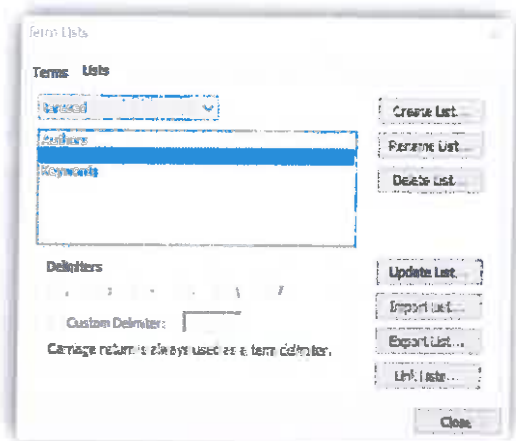 Term Lists
Terms Lists
Create List...
Authors
Rename List...
Keywords
Delete List...
Delimiters
Update List...
, ; - \ /
Import List...
Custom Delimiter:
Export List...
Carriage return is always used as a term delimiter.
Link Lists...
Close